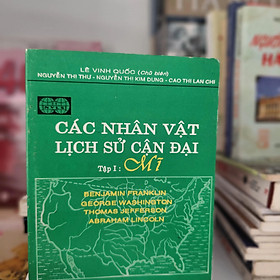 LÊ VINH QUỐC (Chủ biên)
NGUYỄN THỊ THƯ - NGUYỄN THỊ KIM DUNG - CAO THỊ LAN CHI
CÁC NHÂN VẬT
LỊCH SỬ CẬN ĐẠI
Tập I: Mĩ
BENJAMIN FRANKLIN
GEORGE WASHINGTON
THOMAS JEFFERSON
ABRAHAM LINCOLN